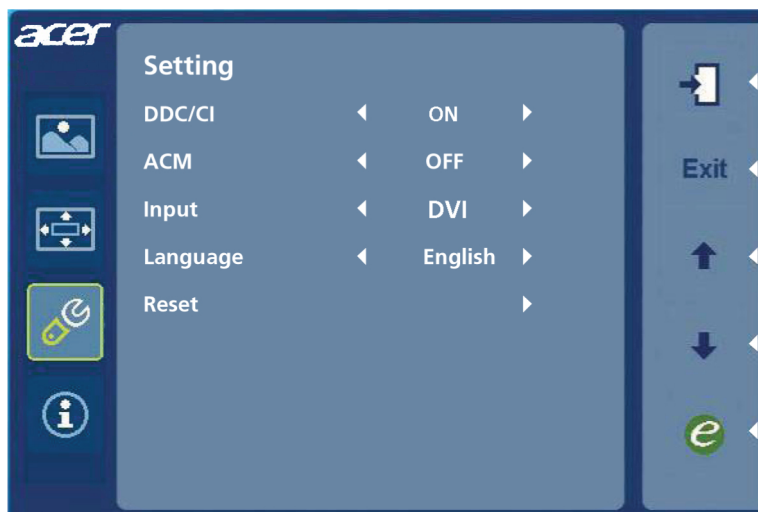 acer
Setting
DDC/CI ON
ACM OFF
Input DVI
Language English
Reset
Exit
e